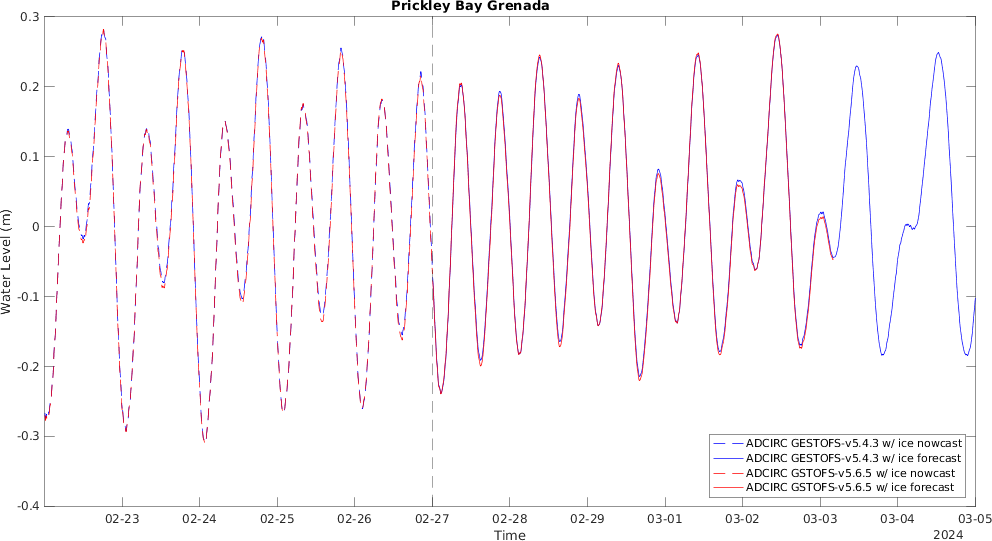 Prickley Bay Grenada
0.3
0.2
0.1
0
-0.1
-0.2
-0.3
-0.4
Water Level (m)
ADCIRC GESTOFS-v5.4.3 w/ ice nowcast
ADCIRC GESTOFS-v5.4.3 w/ ice forecast
ADCIRC GSTOFS-v5.6.5 w/ ice nowcast
ADCIRC GSTOFS-v5.6.5 w/ ice forecast
02-23 02-24 02-25 02-26 02-27 02-28 02-29 03-01 03-02 03-03 03-04 03-05
Time
2024